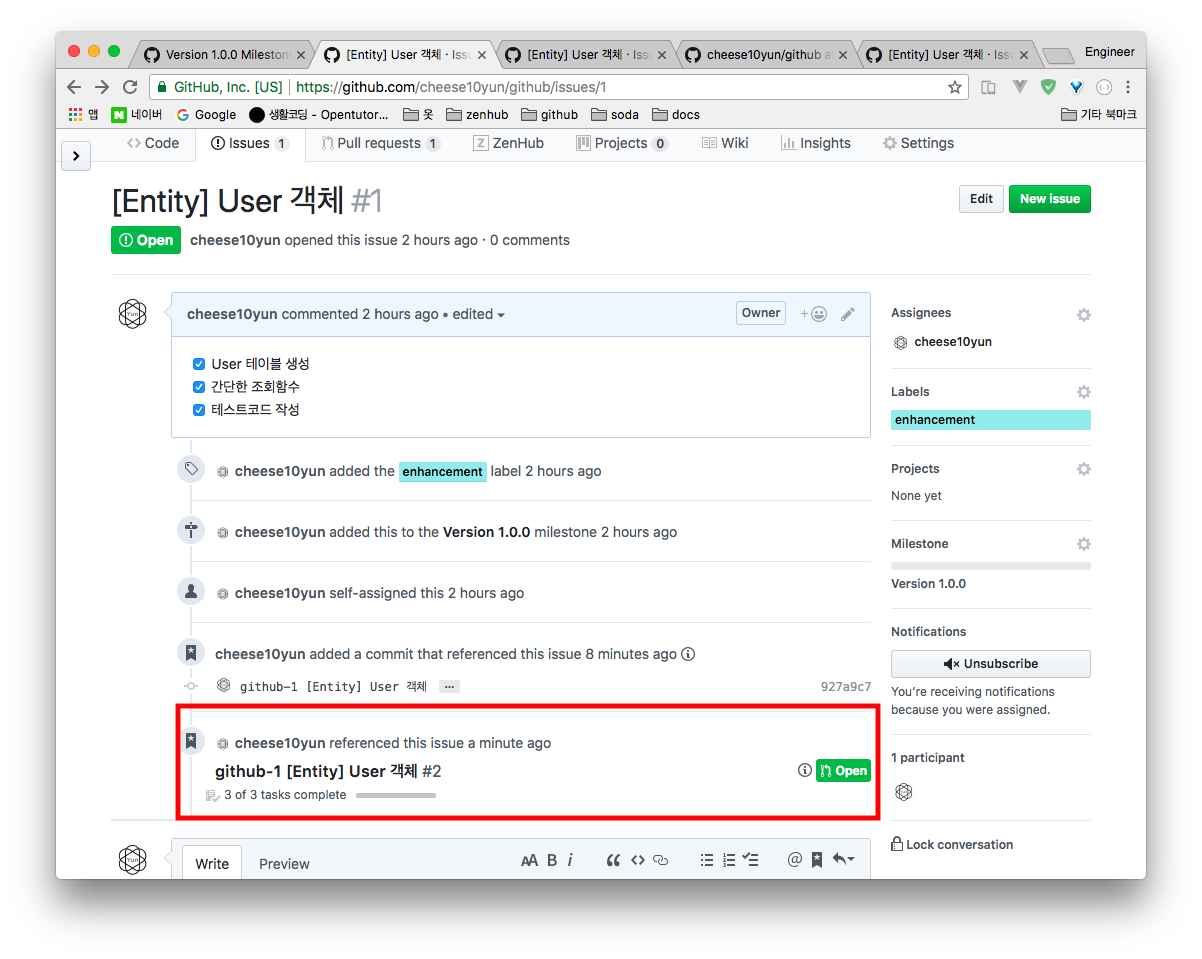 Version 1.0.0 Mileston
[Entity] User 객체 · Issu
[Entity] User 객체 · Issu
cheese10yun/github at
[Entity] User 객체 · Issu
Engineer
GitHub, Inc. [US] https://github.com/cheese10yun/github/issues/1
앱 네이버 Google 생활코딩 - Opentutor... 옷 zenhub github soda docs 기타 북마크
Code Issues 1 Pull requests 1 ZenHub Projects 0 Wiki Insights Settings
[Entity] User 객체 #1
Edit New issue
Open cheese10yun opened this issue 2 hours ago · 0 comments
cheese10yun commented 2 hours ago • edited
Owner
User 테이블 생성
간단한 조회함수
테스트코드 작성
cheese10yun added the enhancement label 2 hours ago
cheese10yun added this to the Version 1.0.0 milestone 2 hours ago
cheese10yun self-assigned this 2 hours ago
cheese10yun added a commit that referenced this issue 8 minutes ago
github-1 [Entity] User 객체 ... 927a9c7
cheese10yun referenced this issue a minute ago
github-1 [Entity] User 객체 #2
Open
3 of 3 tasks complete
Write Preview
AA B i
Assignees
cheese10yun
Labels
enhancement
Projects
None yet
Milestone
Version 1.0.0
Notifications
Unsubscribe
You're receiving notifications
because you were assigned.
1 participant
Lock conversation